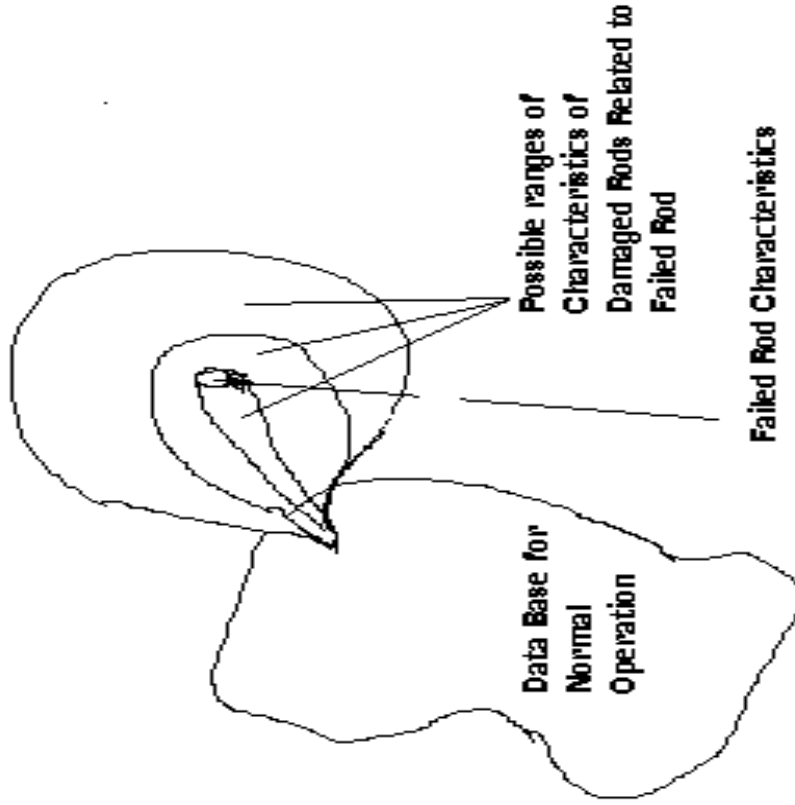 Data Base for
Normal
Operation
Possible ranges of
Characteristics of
Damaged Rods Related to
Failed Rod
Failed Rod Characteristics